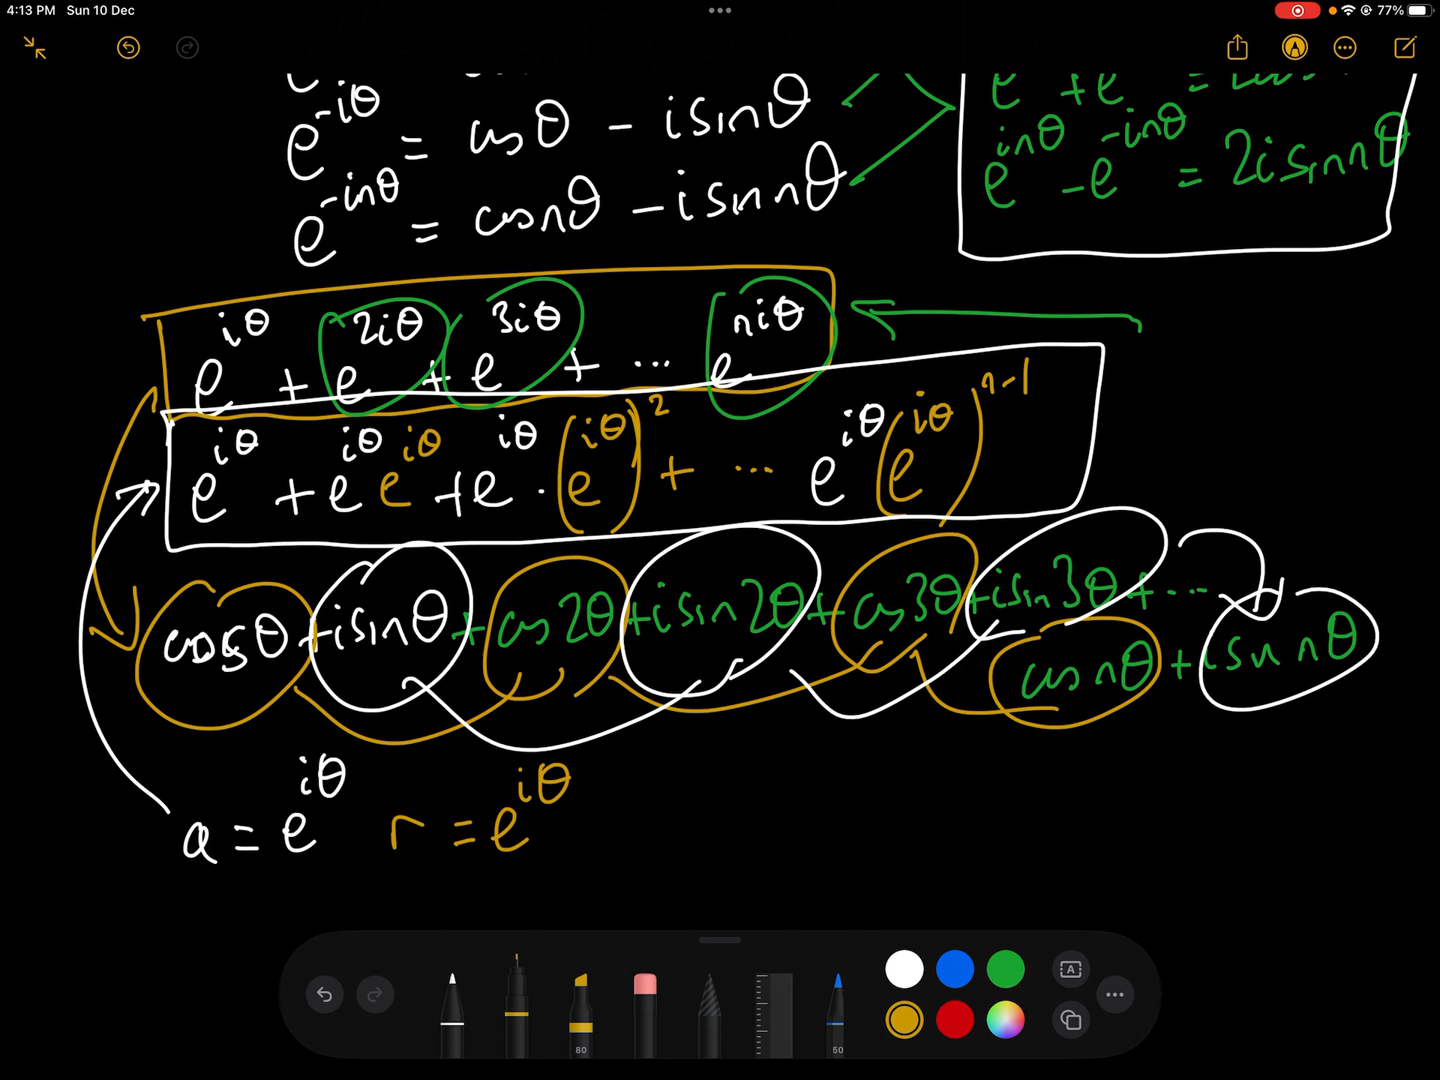 4:13 PM Sun 10 Dec
77%
e^{-iθ} = cosθ - isinθ
e^{-inθ} = cosnθ - isinnθ
e^{inθ} - e^{-inθ} = 2isinnθ
e^{iθ} + e^{2iθ} + e^{3iθ} + ... e^{niθ}
e^{iθ} + e^{iθ} e^{iθ} + e^{iθ} · (e^{iθ})^2 + ... e^{iθ} (e^{iθ})^{n-1}
cosθ + isinθ + cos2θ + isin2θ + cos3θ + isin3θ + ...
cosnθ + isinnθ
a = e^{iθ} r = e^{iθ}
A
80
50